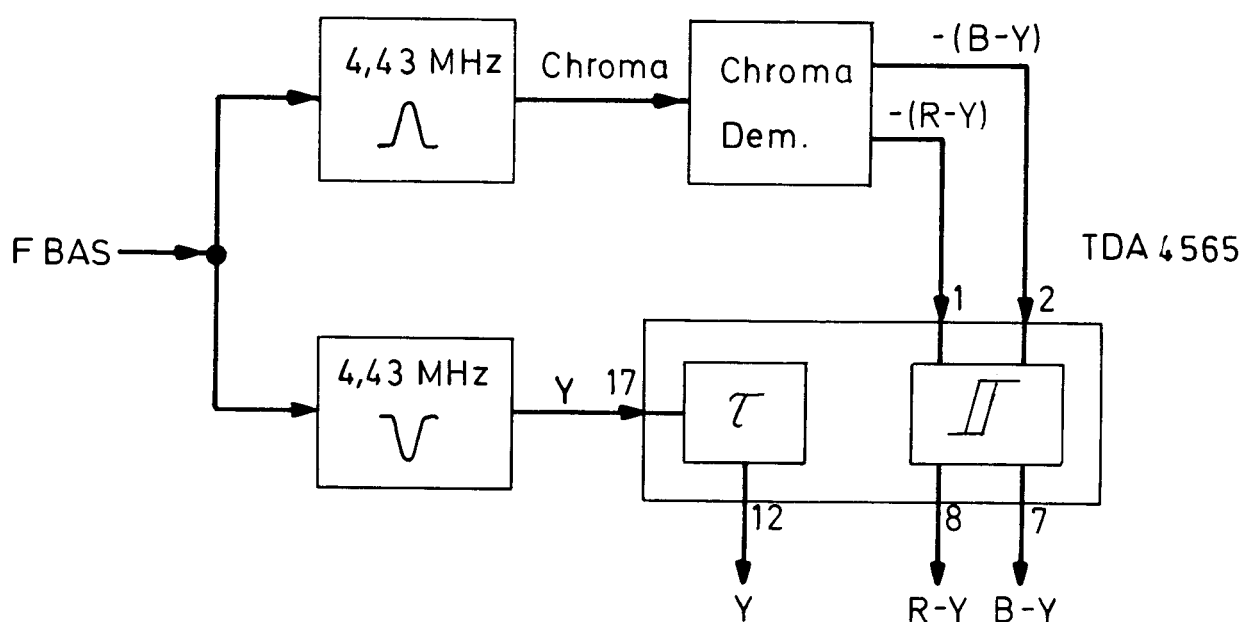 4,43 MHz
Chroma
Chroma
Dem.
-(B-Y)
-(R-Y)
F BAS
TDA 4565
1
2
4,43 MHz
Y
17
τ
12
8
7
Y
R-Y
B-Y